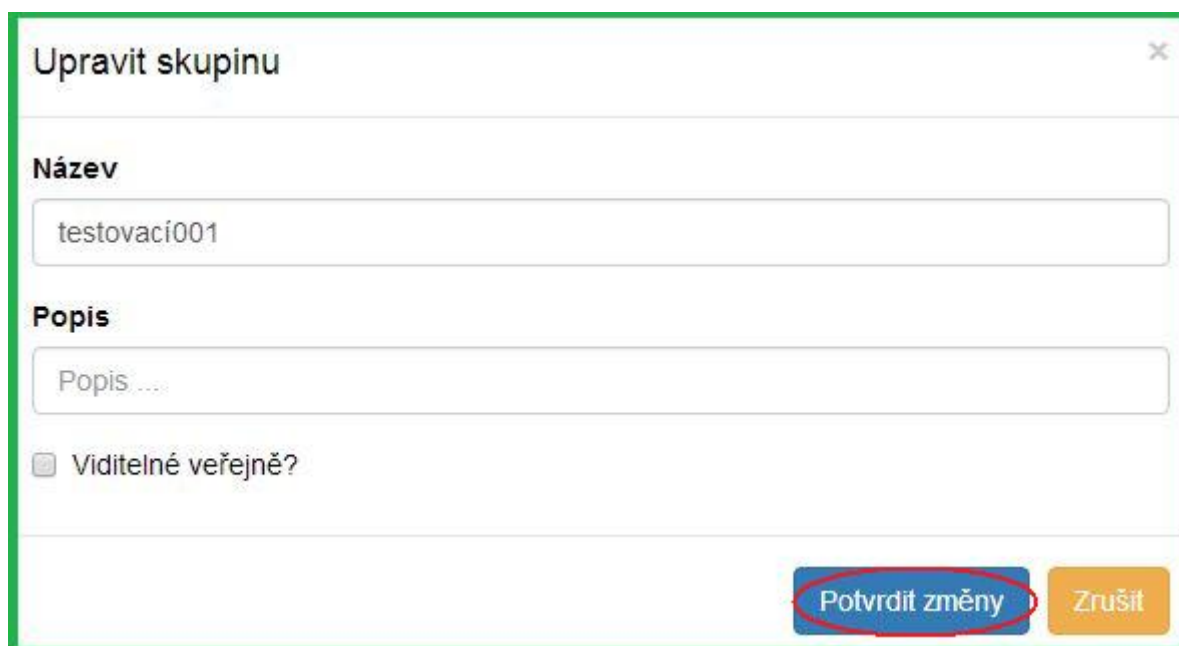 Upravit skupinu
×
Název
testovací001
Popis
Popis ...
Viditelné veřejně?
Potvrdit změny
Zrušit